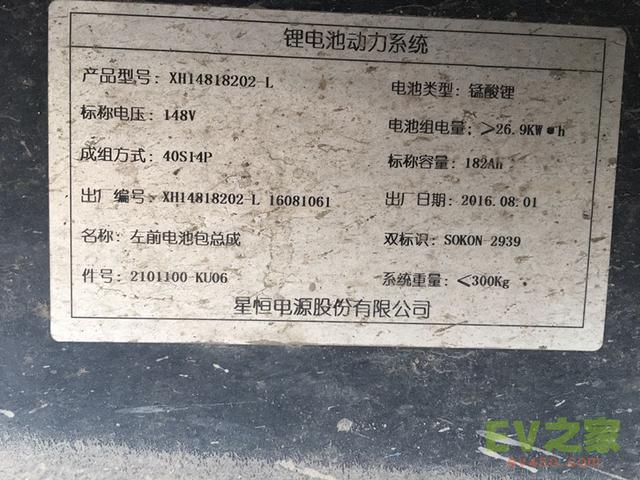 锂电池动力系统
产品型号: XH14818202-L 电池类型: 锰酸锂
标称电压: 148V 电池组电量: ≥26.9KW•h
成组方式: 40S14P 标称容量: 182Ah
出厂编号: XH14818202-L 16081061 出厂日期: 2016.08.01
名称: 左前电池包总成 双标识: SOKON 2939
件号: 2101100-KU06 系统重量: ≤300Kg
星恒电源股份有限公司
EV之家